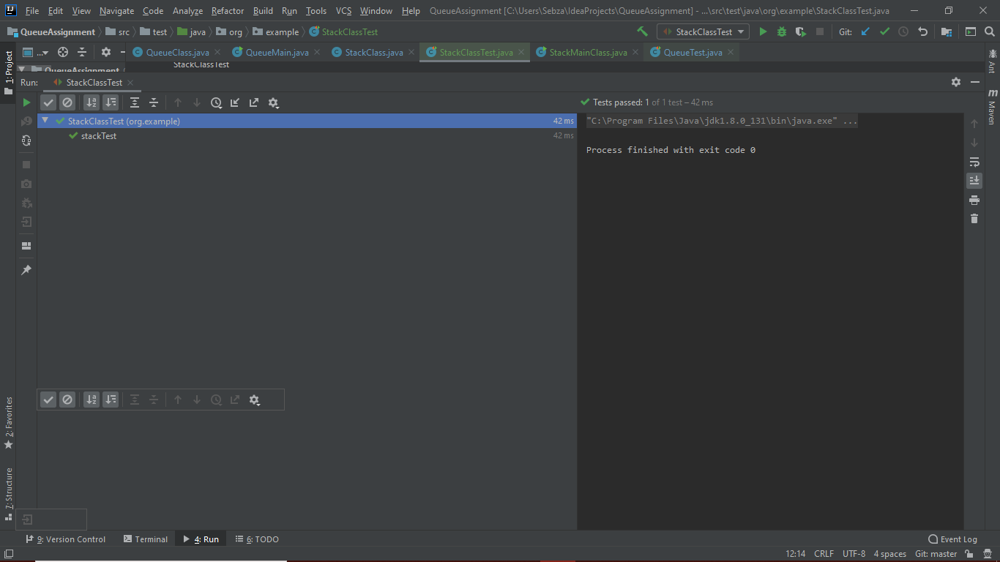 File Edit View Navigate Code Analyze Refactor Build Run Tools VCS Window Help QueueAssignment [C:\Users\Sebza\IdeaProjects\QueueAssignment] - ...\src\test\java\org\example\StackClassTest.java
QueueAssignment src test java org example StackClassTest StackClassTest Git:
1: Project
... QueueClass.java QueueMain.java StackClass.java StackClassTest.java StackMainClass.java QueueTest.java
Ant
QueueAssignment StackClassTest
Run: StackClassTest
Maven
Tests passed: 1 of 1 test – 42 ms
StackClassTest (org.example) 42 ms
stackTest 42 ms
"C:\Program Files\Java\jdk1.8.0_131\bin\java.exe" ...
Process finished with exit code 0
2: Favorites
7: Structure
9: Version Control Terminal 4: Run 6: TODO Event Log
12:14 CRLF UTF-8 4 spaces Git: master